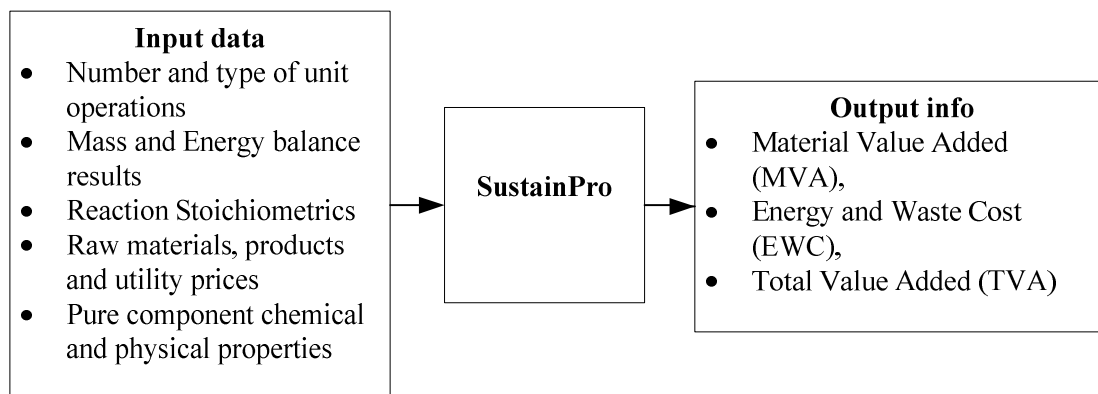 Input data
• Number and type of unit
operations
• Mass and Energy balance
results
• Reaction Stoichiometrics
• Raw materials, products
and utility prices
• Pure component chemical
and physical properties
SustainPro
Output info
• Material Value Added
(MVA),
• Energy and Waste Cost
(EWC),
• Total Value Added (TVA)